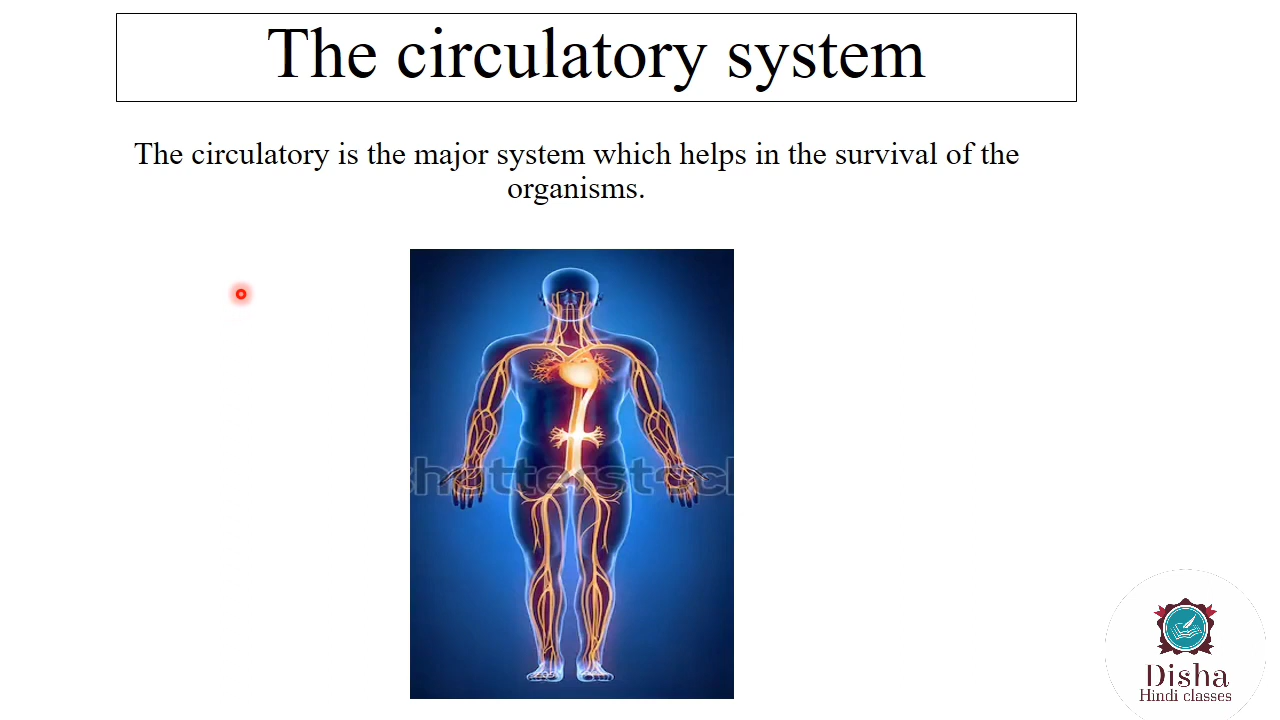 The circulatory system
The circulatory is the major system which helps in the survival of the
organisms.
shutterstock
Disha
Hindi classes